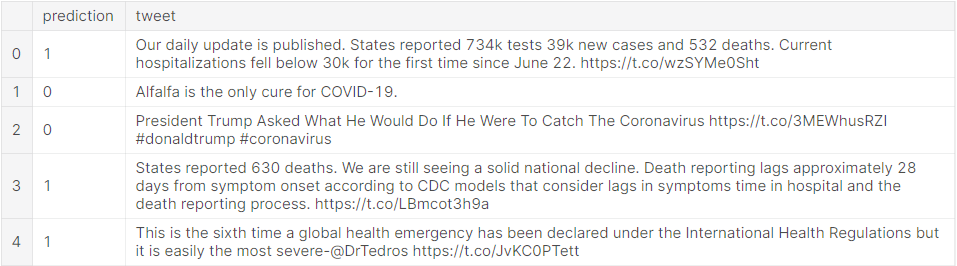 prediction tweet
0 1 Our daily update is published. States reported 734k tests 39k new cases and 532 deaths. Current
hospitalizations fell below 30k for the first time since June 22. https://t.co/wzSYMe0Sht
1 0 Alfalfa is the only cure for COVID-19.
2 0 President Trump Asked What He Would Do If He Were To Catch The Coronavirus https://t.co/3MEWhusRZI
#donaldtrump #coronavirus
3 1 States reported 630 deaths. We are still seeing a solid national decline. Death reporting lags approximately 28
days from symptom onset according to CDC models that consider lags in symptoms time in hospital and the
death reporting process. https://t.co/LBmcot3h9a
4 1 This is the sixth time a global health emergency has been declared under the International Health Regulations but
it is easily the most severe-@DrTedros https://t.co/JvKC0PTett